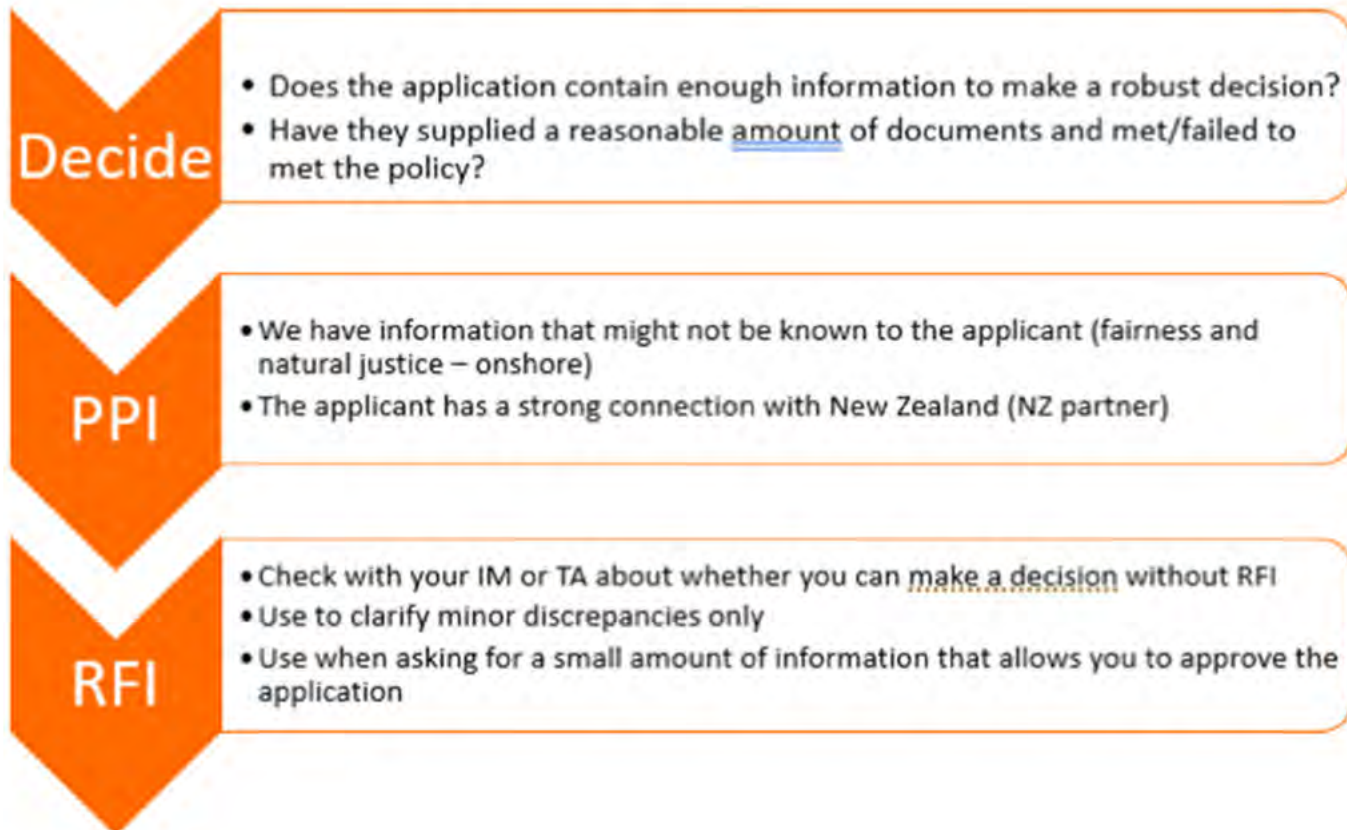 Decide
• Does the application contain enough information to make a robust decision?
• Have they supplied a reasonable amount of documents and met/failed to
met the policy?
PPI
• We have information that might not be known to the applicant (fairness and
natural justice – onshore)
• The applicant has a strong connection with New Zealand (NZ partner)
RFI
• Check with your IM or TA about whether you can make a decision without RFI
• Use to clarify minor discrepancies only
• Use when asking for a small amount of information that allows you to approve the
application